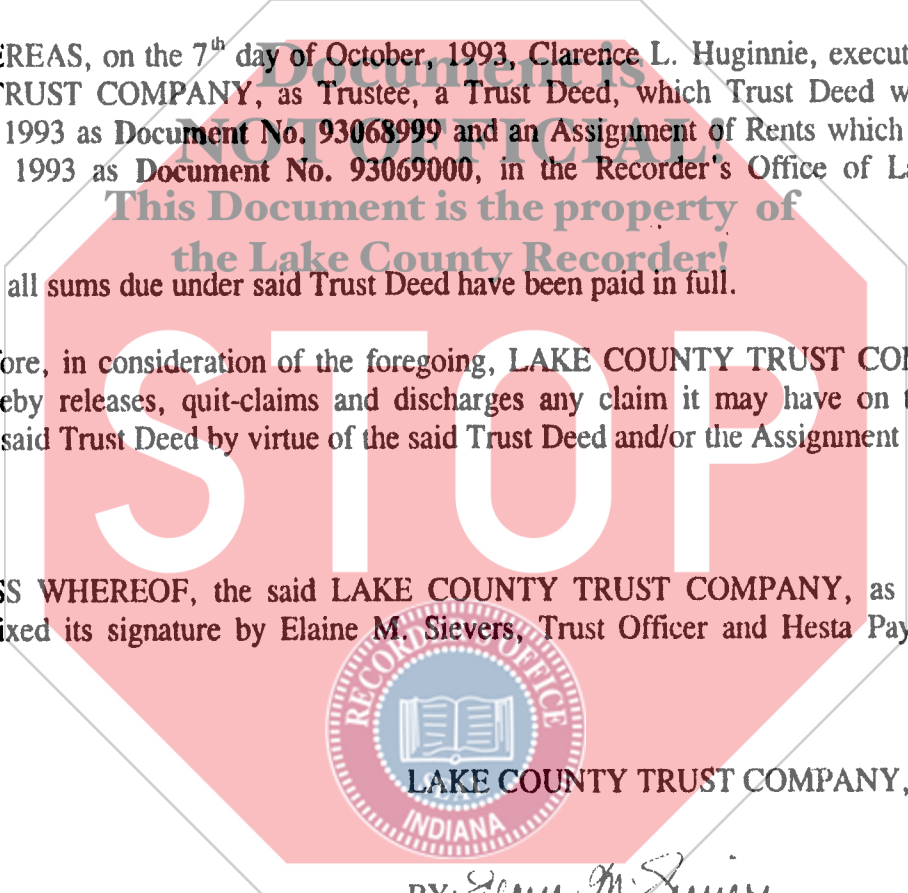 EREAS, on the 7th day of October, 1993, Clarence L. Huginnie, execut
Document is
TRUST COMPANY, as Trustee, a Trust Deed, which Trust Deed w
1993 as Document No. 93068999 and an Assignment of Rents which
NOT OFFICIAL!
1993 as Document No. 93069000, in the Recorder's Office of La
This Document is the property of
the Lake County Recorder!
all sums due under said Trust Deed have been paid in full.
ore, in consideration of the foregoing, LAKE COUNTY TRUST COM
eby releases, quit-claims and discharges any claim it may have on t
said Trust Deed by virtue of the said Trust Deed and/or the Assignment
STOP
SS WHEREOF, the said LAKE COUNTY TRUST COMPANY, as
ixed its signature by Elaine M. Sievers, Trust Officer and Hesta Pay
RECORDER'S OFFICE
LAKE COUNTY TRUST COMPANY,
INDIANA
BY: